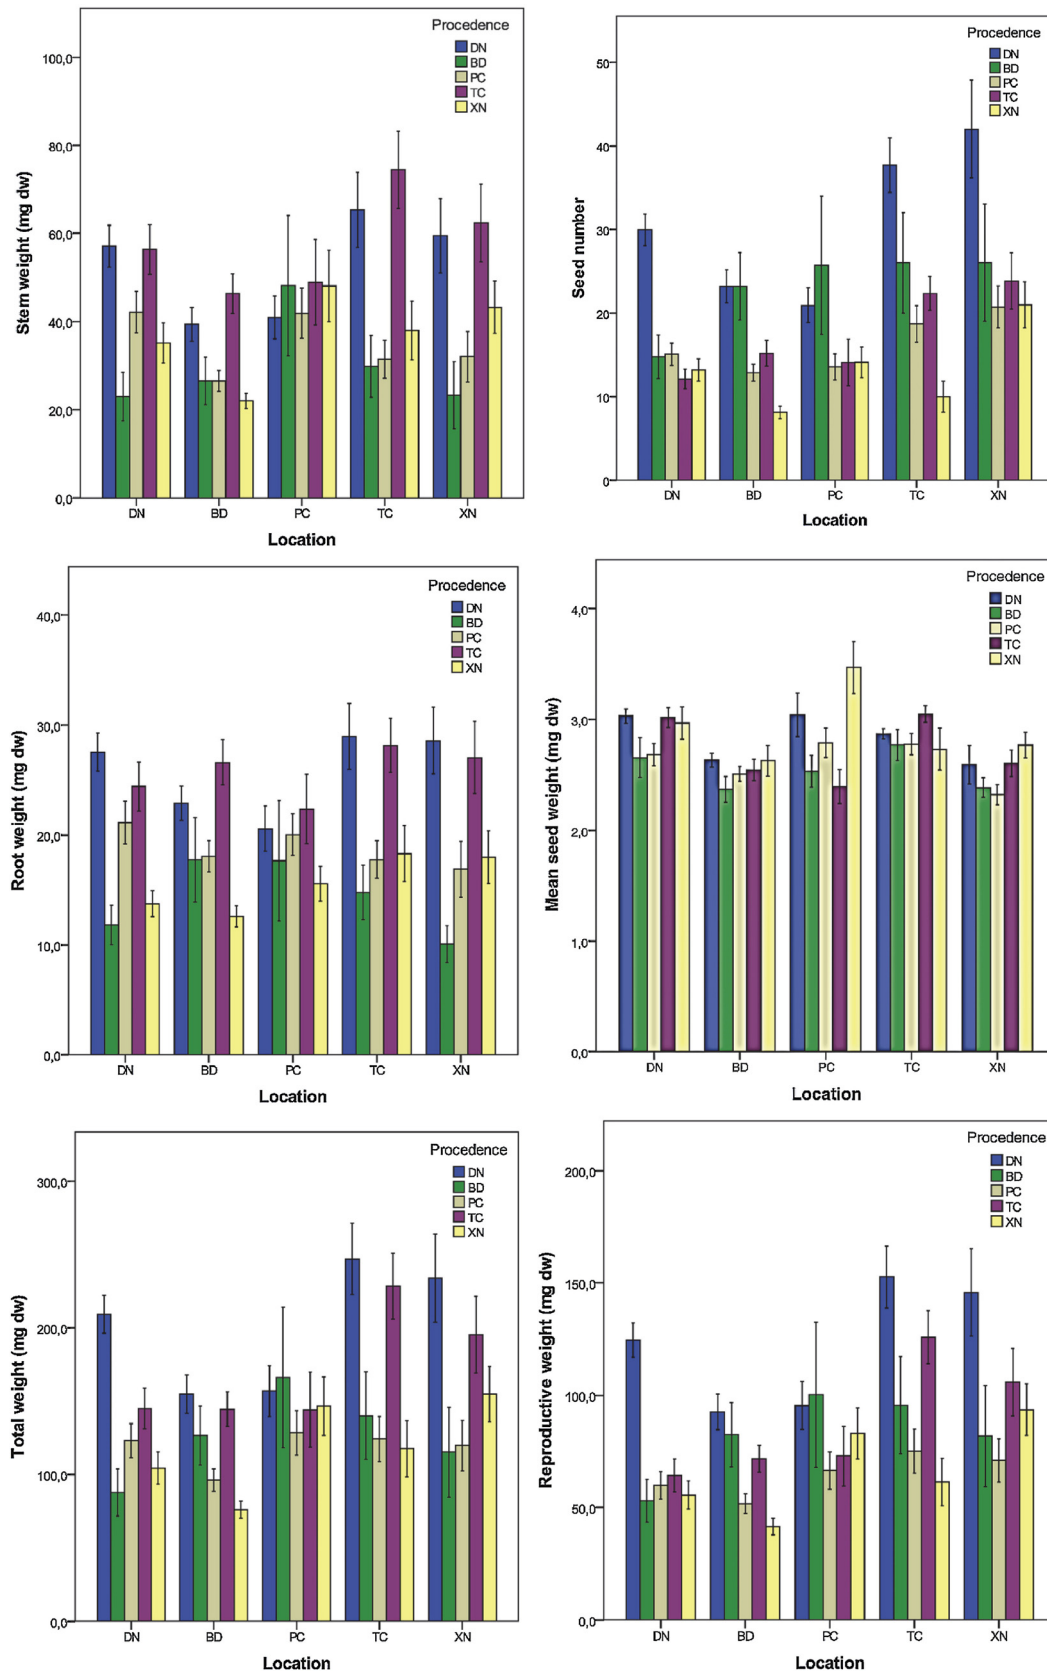 Procedence
DN
BD
PC
TC
XN
Stem weight (mg dw)
100,0
80,0
60,0
40,0
20,0
0,0
DN BD PC TC XN
Location
Procedence
DN
BD
PC
TC
XN
Seed number
50
40
30
20
10
0
DN BD PC TC XN
Location
Procedence
DN
BD
PC
TC
XN
Root weight (mg dw)
40,0
30,0
20,0
10,0
0,0
DN BD PC TC XN
Location
Procedence
DN
BD
PC
TC
XN
Mean seed weight (mg dw)
4,0
3,0
2,0
1,0
0,0
DN BD PC TC XN
Location
Procedence
DN
BD
PC
TC
XN
Total weight (mg dw)
300,0
200,0
100,0
0,0
DN BD PC TC XN
Location
Procedence
DN
BD
PC
TC
XN
Reproductive weight (mg dw)
200,0
150,0
100,0
50,0
0,0
DN BD PC TC XN
Location